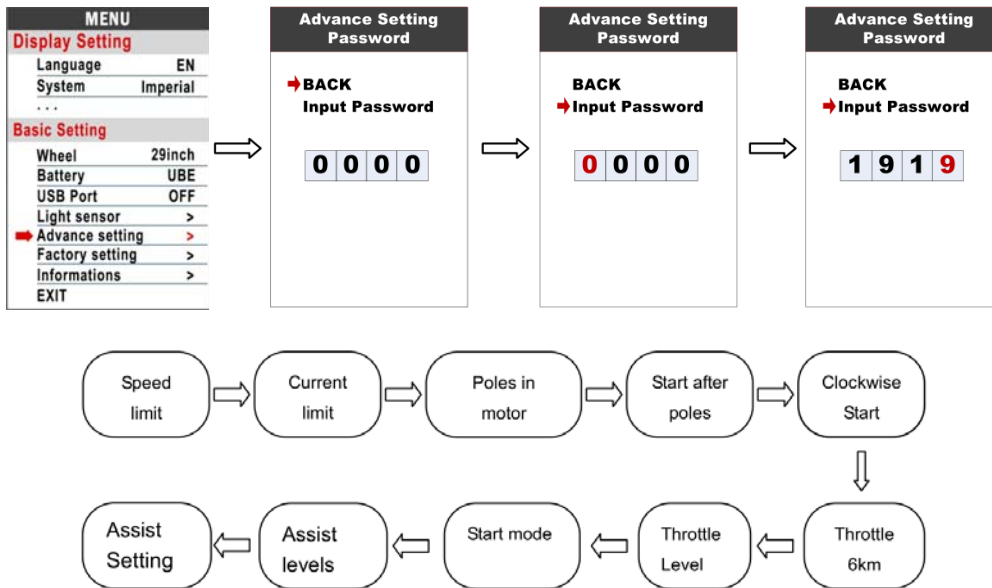 MENU
Display Setting
Language EN
System Imperial
. . .
Basic Setting
Wheel 29inch
Battery UBE
USB Port OFF
Light sensor >
Advance setting >
Factory setting >
Informations >
EXIT
Advance Setting
Password
BACK
Input Password
0 0 0 0
Advance Setting
Password
BACK
Input Password
0 0 0 0
Advance Setting
Password
BACK
Input Password
1 9 1 9
Speed
limit
Current
limit
Poles in
motor
Start after
poles
Clockwise
Start
Assist
Setting
Assist
levels
Start mode
Throttle
Level
Throttle
6km